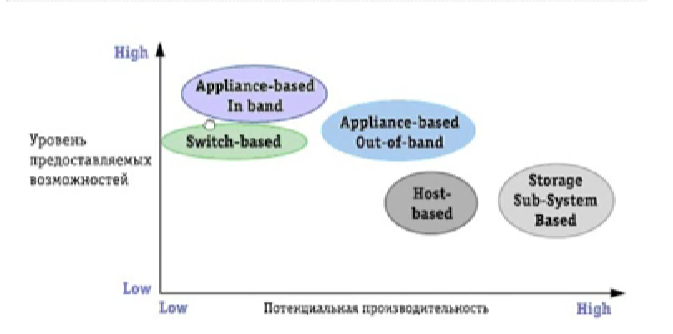 High
Appliance-based
In band
Appliance-based
Out-of-band
Switch-based
Уровень
предоставляемых
возможностей
Host-
based
Storage
Sub-System
Based
Low
Low
Потенциальная производительность
High